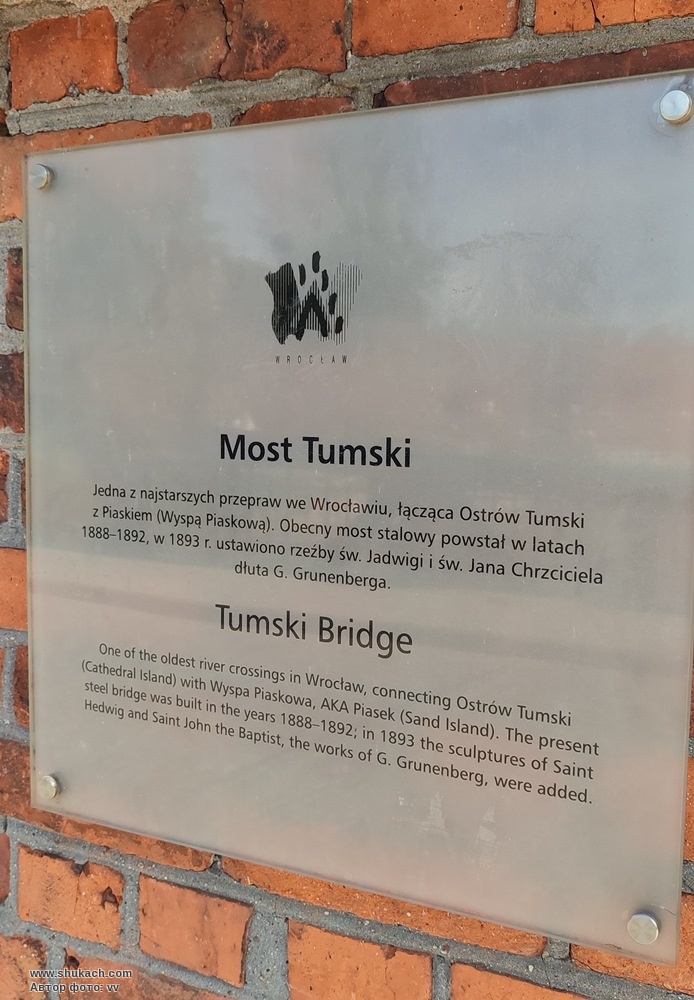 WROCŁAW
Most Tumski
Jedna z najstarszych przepraw we Wrocławiu, łącząca Ostrów Tumski
z Piaskiem (Wyspą Piaskową). Obecny most stalowy powstał w latach
1888–1892, w 1893 r. ustawiono rzeźby św. Jadwigi i św. Jana Chrzciciela
dłuta G. Grunenberga.
Tumski Bridge
One of the oldest river crossings in Wrocław, connecting Ostrów Tumski
(Cathedral Island) with Wyspa Piaskowa, AKA Piasek (Sand Island). The present
steel bridge was built in the years 1888–1892; in 1893 the sculptures of Saint
Hedwig and Saint John the Baptist, the works of G. Grunenberg, were added.
www.shukach.com
Автор фото: vv